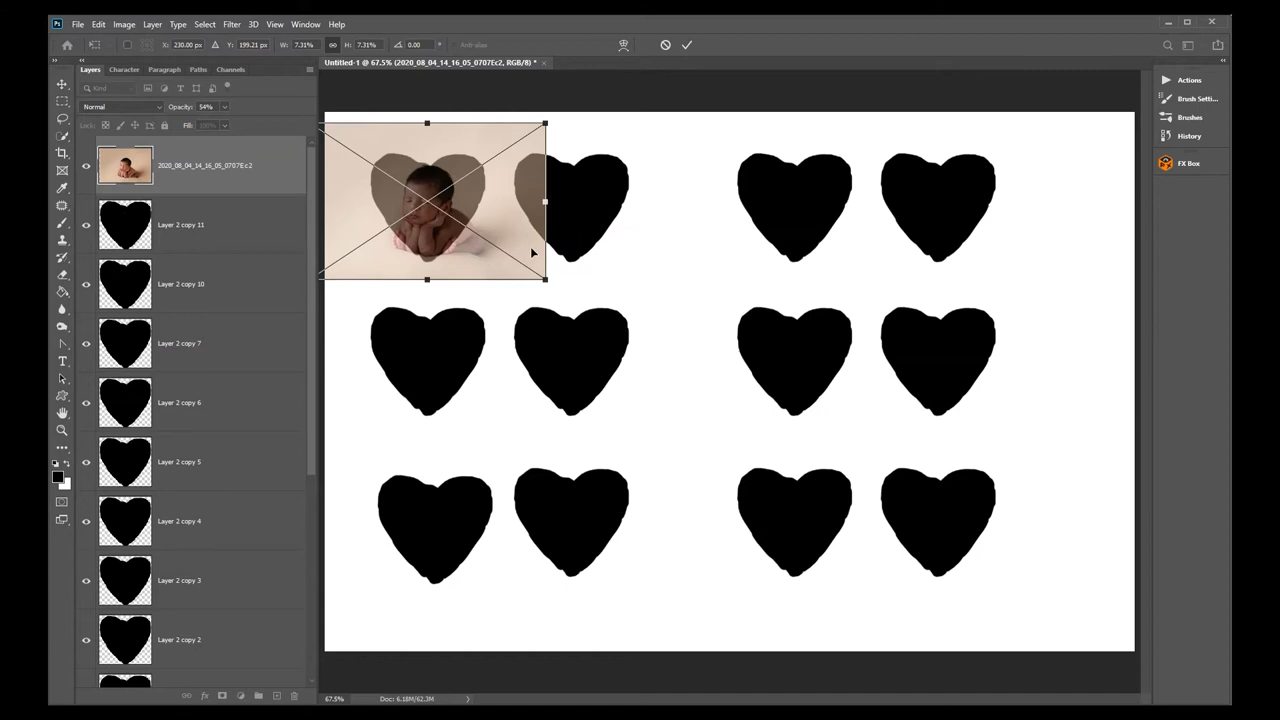 Ps File Edit Image Layer Type Select Filter 3D View Window Help
X: 230.00 px Y: 199.21 px W: 7.31% H: 7.31% 0.00 ° Anti-alias
Layers Character Paragraph Paths Channels
Untitled-1 @ 67.5% (2020_08_04_14_16_05_0707Ec2, RGB/8) * ×
Kind
Normal Opacity: 54%
Lock: Fill: 100%
2020_08_04_14_16_05_0707Ec2
Layer 2 copy 11
Layer 2 copy 10
Layer 2 copy 7
Layer 2 copy 6
Layer 2 copy 5
Layer 2 copy 4
Layer 2 copy 3
Layer 2 copy 2
Actions
Brush Setti...
Brushes
History
FX Box
fx
67.5% Doc: 6.18M/62.3M